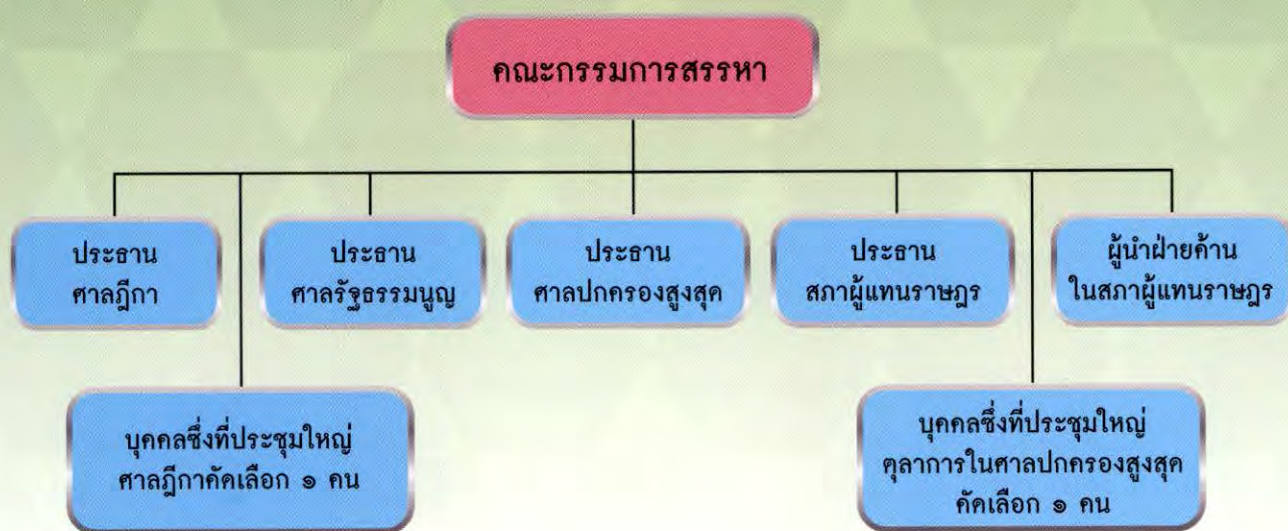 คณะกรรมการสรรหา
ประธาน
ศาลฎีกา
ประธาน
ศาลรัฐธรรมนูญ
ประธาน
ศาลปกครองสูงสุด
ประธาน
สภาผู้แทนราษฎร
ผู้นำฝ่ายค้าน
ในสภาผู้แทนราษฎร
บุคคลซึ่งที่ประชุมใหญ่
ศาลฎีกาคัดเลือก ๑ คน
บุคคลซึ่งที่ประชุมใหญ่
ตุลาการในศาลปกครองสูงสุด
คัดเลือก ๑ คน